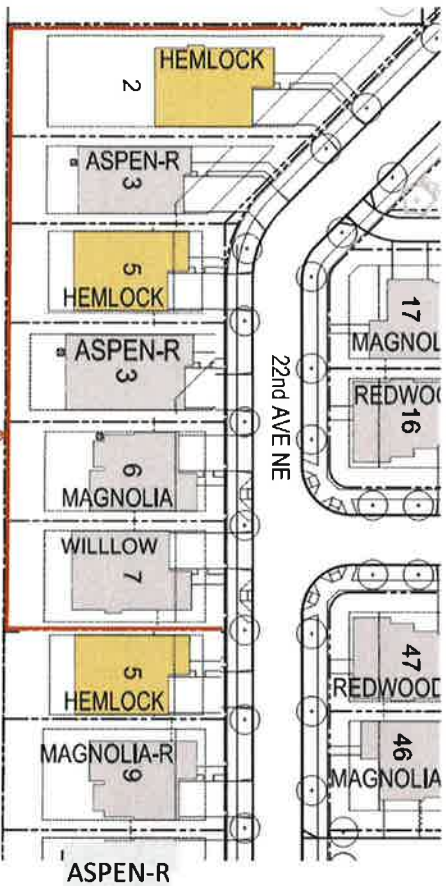 HEMLOCK
2
ASPEN-R
3
5
HEMLOCK
ASPEN-R
3
6
MAGNOLIA
WILLLOW
7
5
HEMLOCK
MAGNOLIA-R
9
ASPEN-R
22nd AVE NE
17
MAGNOL
REDWOO
16
47
REDWOOD
46
MAGNOLIA